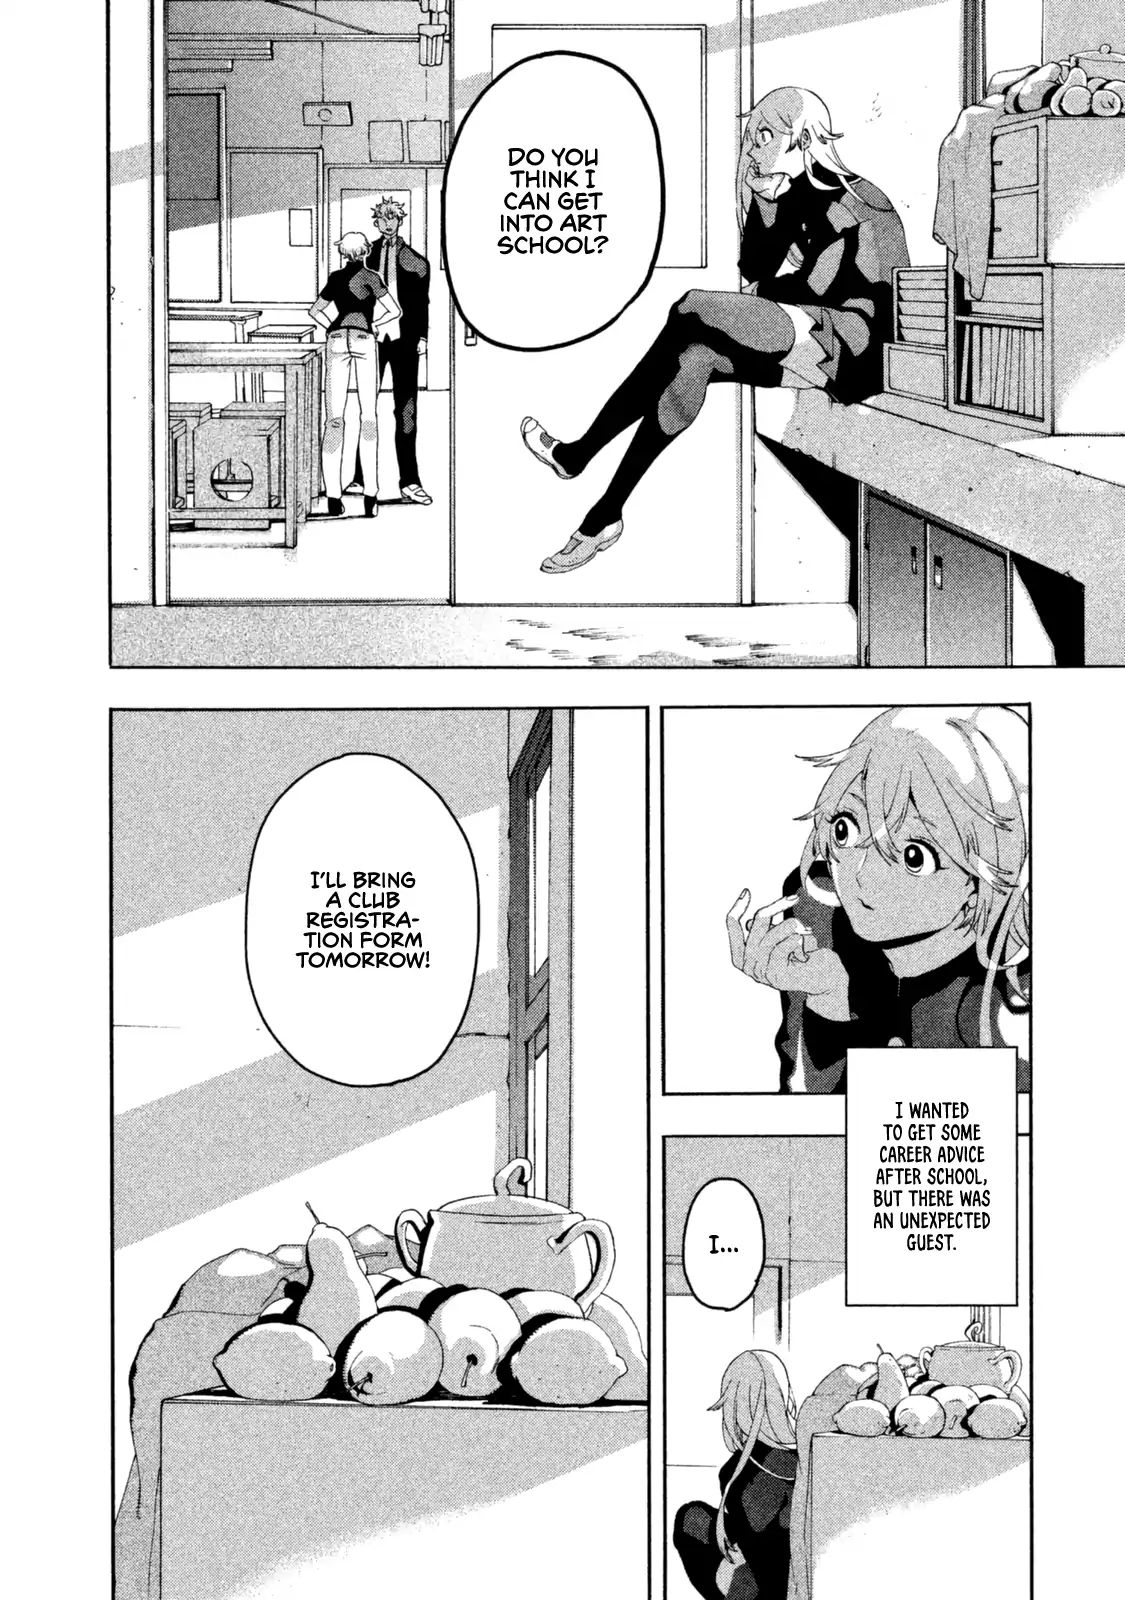 DO YOU
THINK I
CAN GET
INTO ART
SCHOOL?
I WANTED
TO GET SOME
CAREER ADVICE
AFTER SCHOOL,
BUT THERE WAS
AN UNEXPECTED
GUEST.
I...
I'LL BRING
A CLUB
REGISTRA-
TION FORM
TOMORROW!